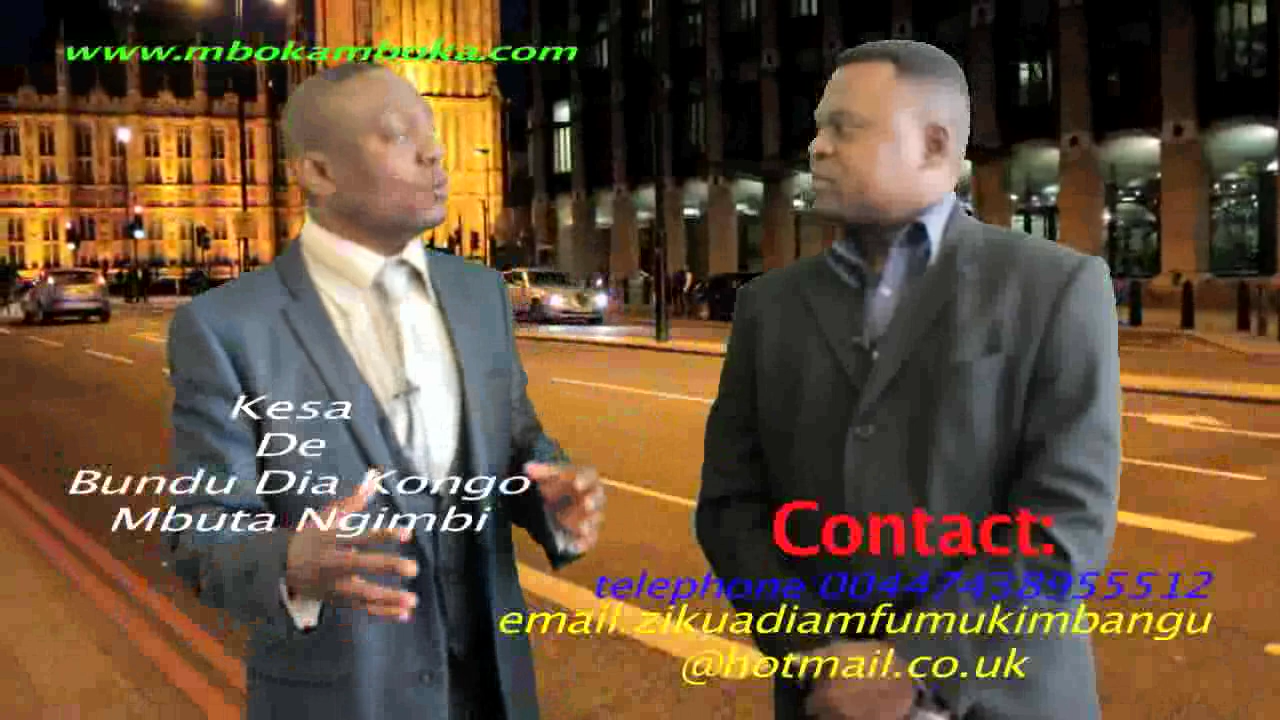 www.mbokamboka.com
Kesa
De
Bundu Dia Kongo
Mbuta Ngimbi
Contact:
telephone 00447438955512
email:zikuadiamfumukimbangu
@hotmail.co.uk